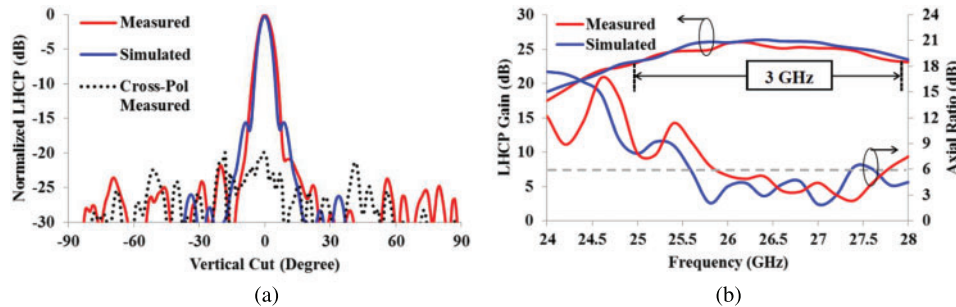 Normalized LHCP (dB)
0
-5
-10
-15
-20
-25
-30
Measured
Simulated
Cross-Pol
Measured
-90
-60
-30
0
30
60
90
Vertical Cut (Degree)
(a)
LHCP Gain (dB)
30
25
20
15
10
5
0
Measured
Simulated
3 GHz
24
21
18
15
12
9
6
3
0
Axial Ratio (dB)
24
24.5
25
25.5
26
26.5
27
27.5
28
Frequency (GHz)
(b)